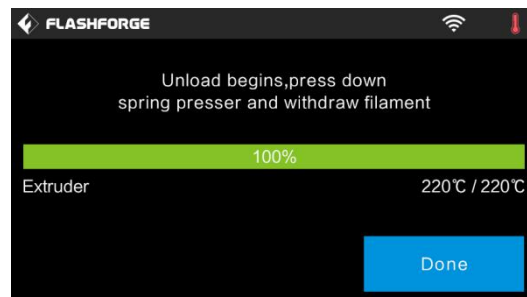 FLASHFORGE
Unload begins,press down
spring presser and withdraw filament
100%
Extruder 220℃ / 220℃
Done